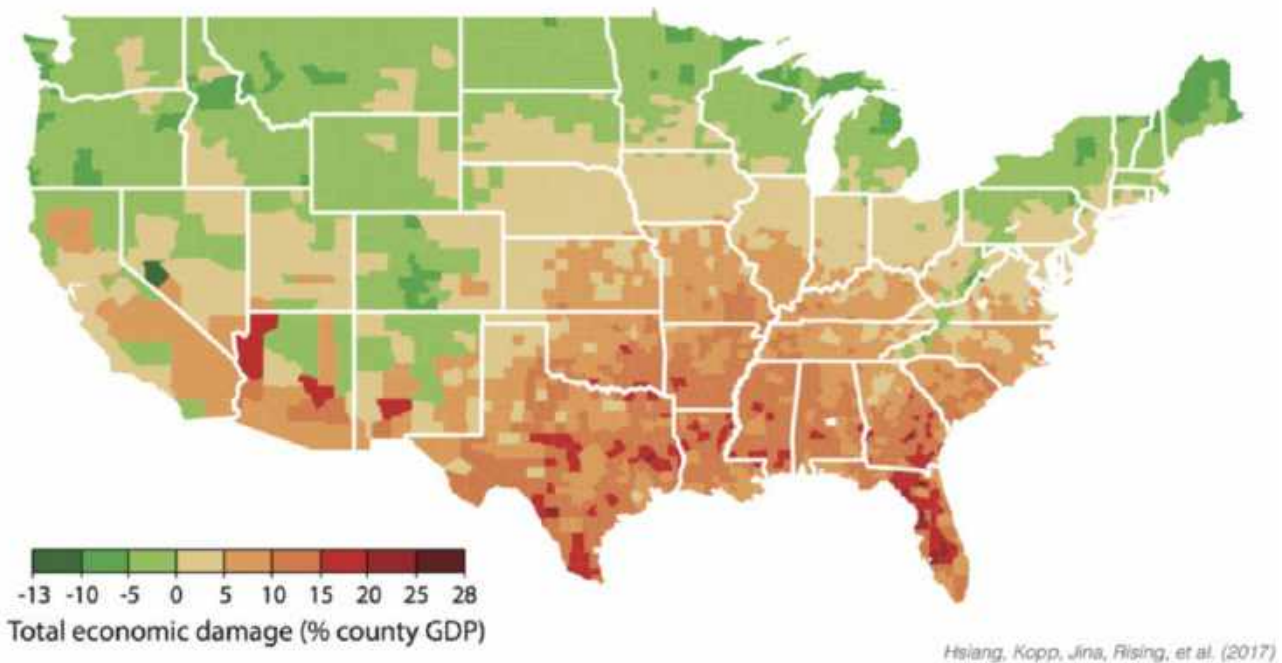 -13 -10 -5 0 5 10 15 20 25 28
Total economic damage (% county GDP)
Hsiang, Kopp, Jina, Rising, et al. (2017)